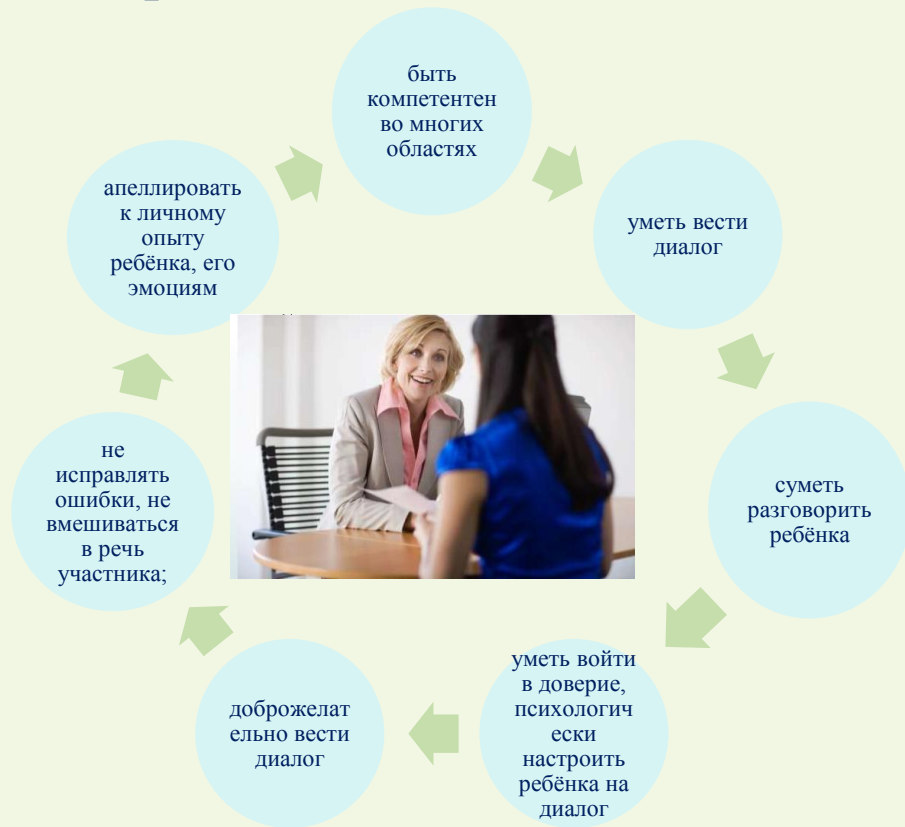 быть
компетентен
во многих
областях
уметь вести
диалог
суметь
разговорить
ребёнка
уметь войти
в доверие,
психологич
ески
настроить
ребёнка на
диалог
доброжелат
ельно вести
диалог
не
исправлять
ошибки, не
вмешиваться
в речь
участника;
апеллировать
к личному
опыту
ребёнка, его
эмоциям